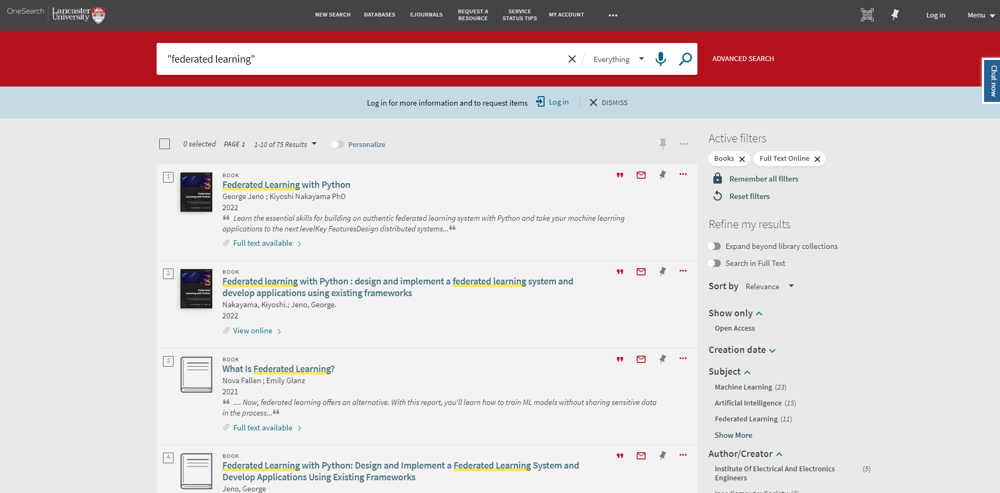 OneSearch
Lancaster University
NEW SEARCH
DATABASES
EJOURNALS
REQUEST A
RESOURCE
SERVICE
STATUS TIPS
MY ACCOUNT
Log in
Menu
"federated learning"
Everything
ADVANCED SEARCH
Chat now
Log in for more information and to request items
Log in
DISMISS
0 selected
PAGE 1
1-10 of 75 Results
Personalize
1
BOOK
Federated Learning with Python
George Jeno ; Kiyoshi Nakayama PhD
2022
Learn the essential skills for building an authentic federated learning system with Python and take your machine learning
applications to the next levelKey FeaturesDesign distributed systems...
Full text available
Federated
Learning with Python
2
BOOK
Federated learning with Python : design and implement a federated learning system and
develop applications using existing frameworks
Nakayama, Kiyoshi.; Jeno, George.
2022
View online
Federated
Learning with Python
3
BOOK
What Is Federated Learning?
Nova Fallen ; Emily Glanz
2021
.... Now, federated learning offers an alternative. With this report, you'll learn how to train ML models without sharing sensitive data
in the process...
Full text available
4
BOOK
Federated Learning with Python: Design and Implement a Federated Learning System and
Develop Applications Using Existing Frameworks
Jeno, George
Active filters
Books
Full Text Online
Remember all filters
Reset filters
Refine my results
Expand beyond library collections
Search in Full Text
Sort by Relevance
Show only
Open Access
Creation date
Subject
Machine Learning (23)
Artificial Intelligence (15)
Federated Learning (11)
Show More
Author/Creator
Institute Of Electrical And Electronics (5)
Engineers